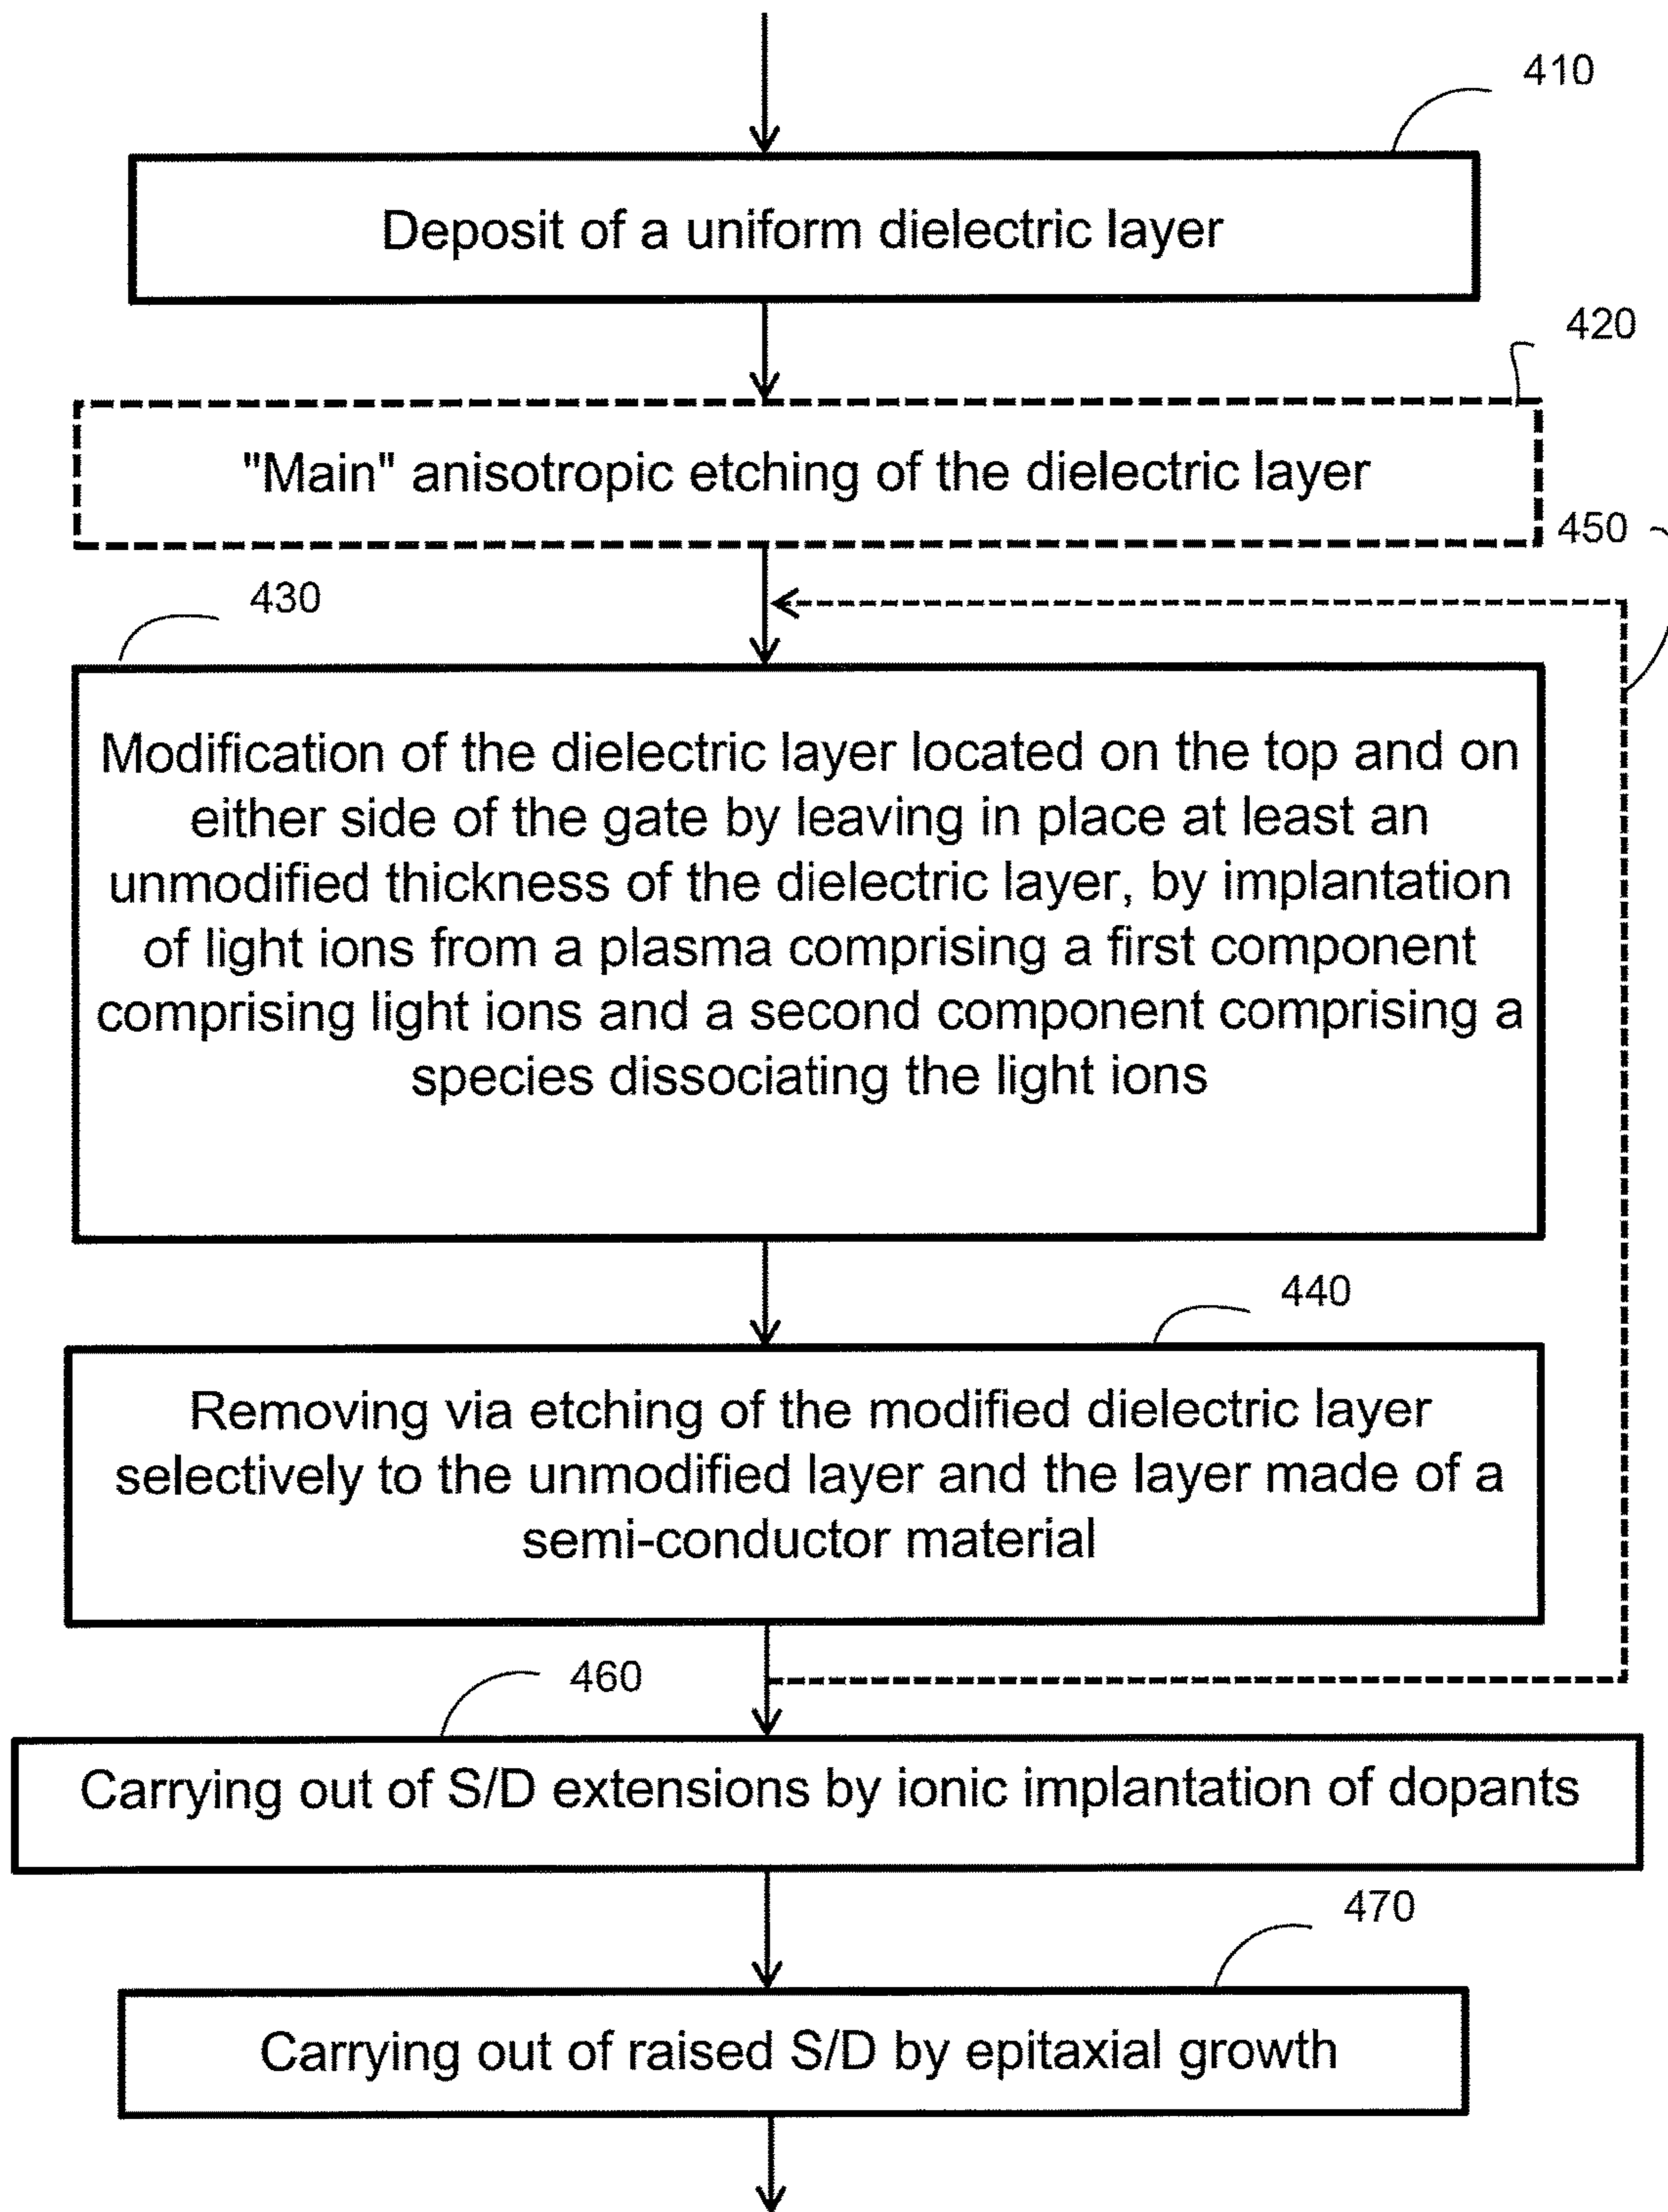 410
Deposit of a uniform dielectric layer
420
"Main" anisotropic etching of the dielectric layer
450
430
Modification of the dielectric layer located on the top and on
either side of the gate by leaving in place at least an
unmodified thickness of the dielectric layer, by implantation
of light ions from a plasma comprising a first component
comprising light ions and a second component comprising a
species dissociating the light ions
440
Removing via etching of the modified dielectric layer
selectively to the unmodified layer and the layer made of a
semi-conductor material
460
Carrying out of S/D extensions by ionic implantation of dopants
470
Carrying out of raised S/D by epitaxial growth